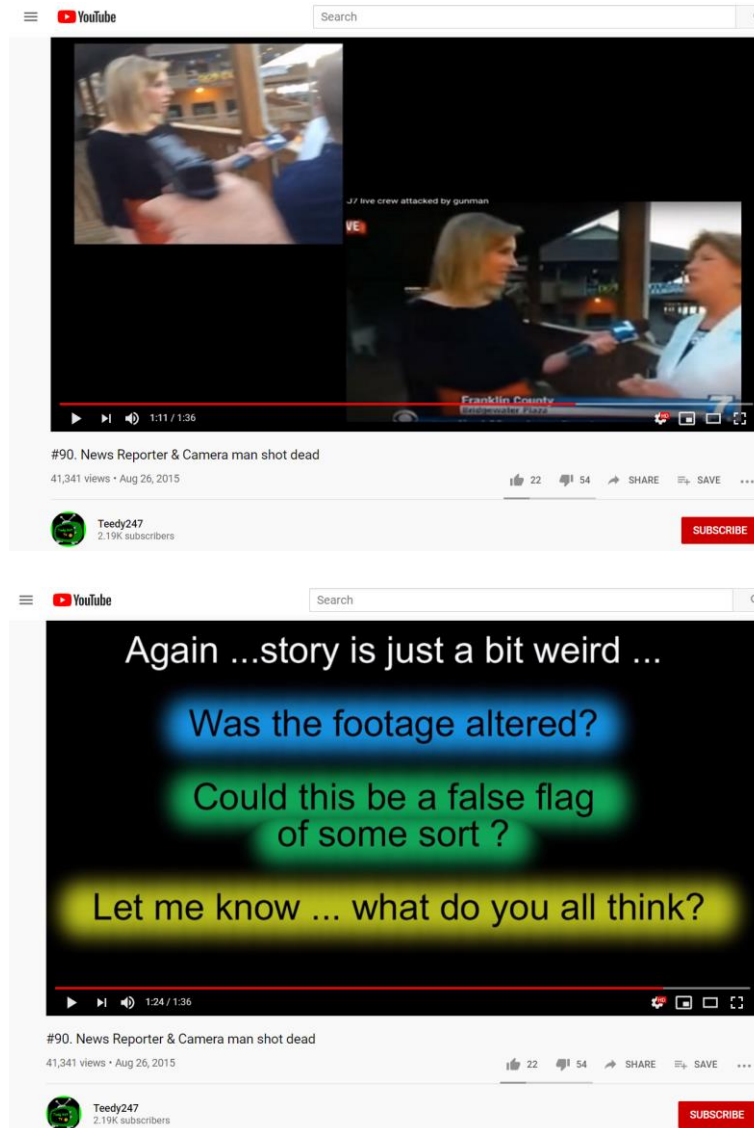 YouTube
Search
J7 live crew attacked by gunman
VE
7
Franklin County
Bridgewater Plaza
7
1:11 / 1:36
HD
#90. News Reporter & Camera man shot dead
41,341 views • Aug 26, 2015
22
54
SHARE
SAVE
Teedy247
2.19K subscribers
SUBSCRIBE
YouTube
Search
Again ...story is just a bit weird ...
Was the footage altered?
Could this be a false flag
of some sort ?
Let me know ... what do you all think?
1:24 / 1:36
HD
#90. News Reporter & Camera man shot dead
41,341 views • Aug 26, 2015
22
54
SHARE
SAVE
Teedy247
2.19K subscribers
SUBSCRIBE